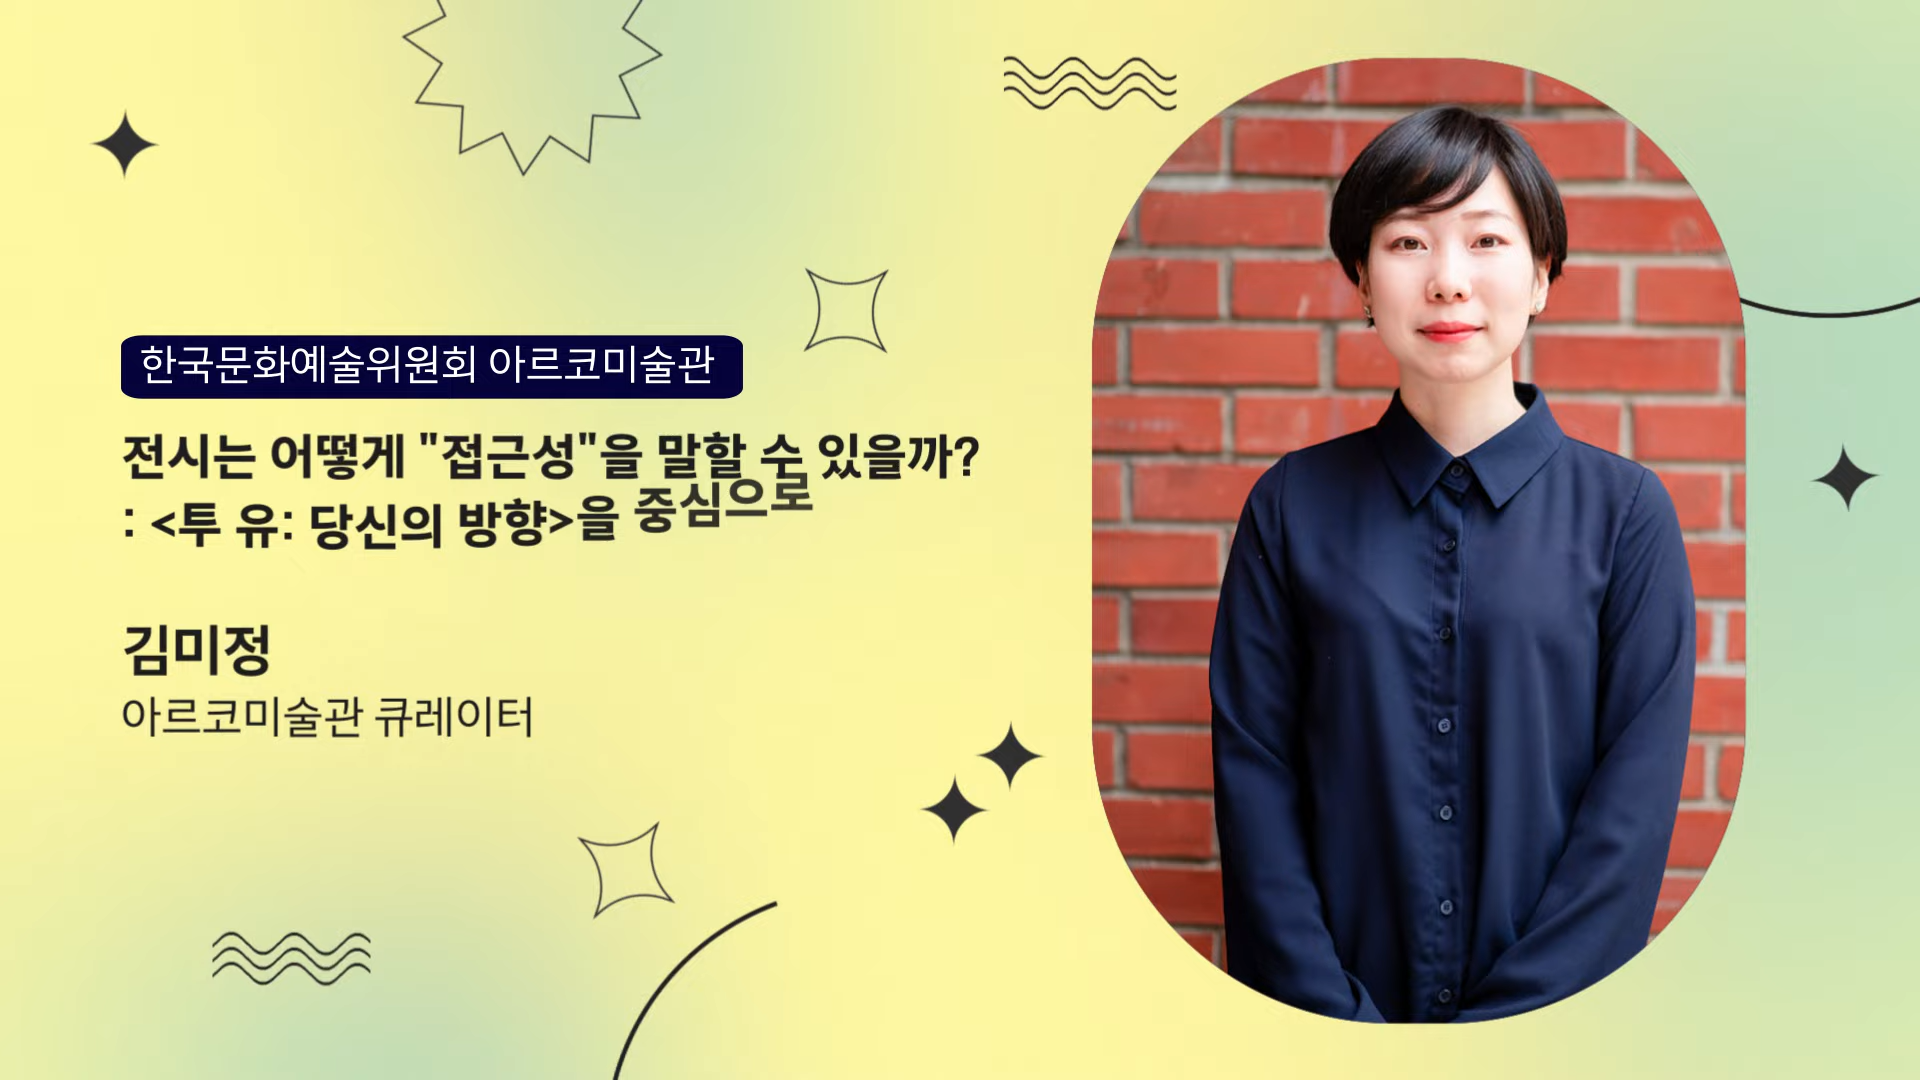 한국문화예술위원회 아르코미술관
전시는 어떻게 "접근성"을 말할 수 있을까?
: <투 유: 당신의 방향>을 중심으로
김미정
아르코미술관 큐레이터